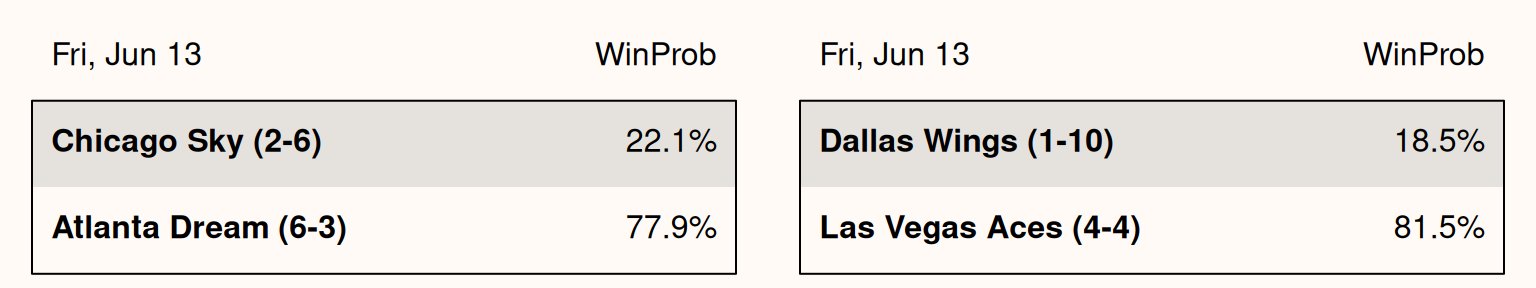 Fri, Jun 13 WinProb
Chicago Sky (2-6) 22.1%
Atlanta Dream (6-3) 77.9%
Fri, Jun 13 WinProb
Dallas Wings (1-10) 18.5%
Las Vegas Aces (4-4) 81.5%